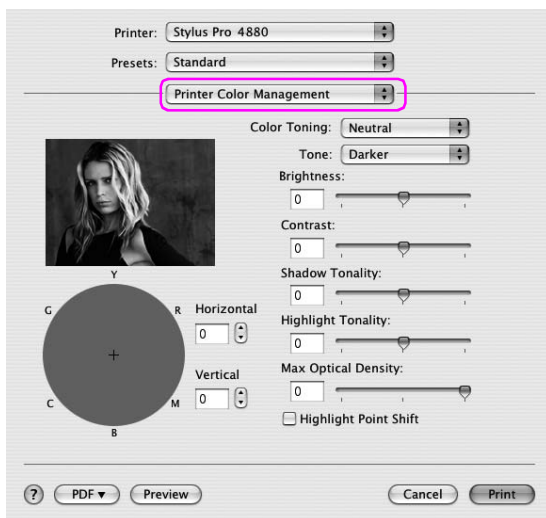 Printer: Stylus Pro 4880
Presets: Standard
Printer Color Management
Color Toning: Neutral
Tone: Darker
Brightness:
0
Contrast:
0
Shadow Tonality:
0
Highlight Tonality:
0
Max Optical Density:
0
Highlight Point Shift
Y
G
R
C
M
B
Horizontal
0
Vertical
0
? PDF▼ Preview Cancel Print